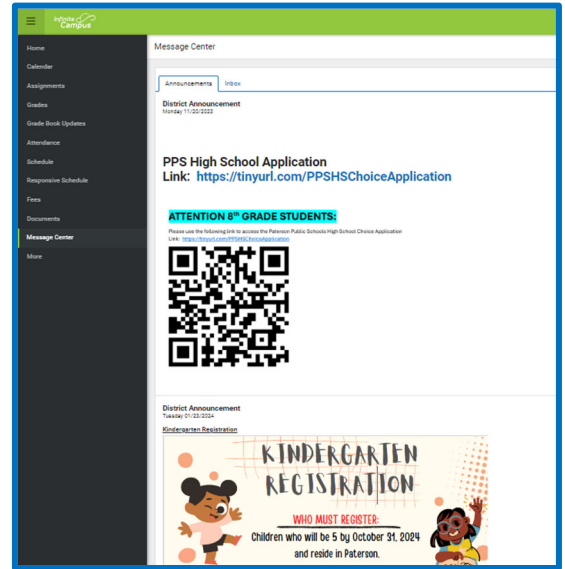 Infinite
Campus
Home
Calendar
Assignments
Grades
Grade Book Updates
Attendance
Schedule
Responsive Schedule
Fees
Documents
Message Center
More
Message Center
Announcements
Inbox
District Announcement
Monday 11/20/2023
PPS High School Application
Link: https://tinyurl.com/PPSHSChoiceApplication
ATTENTION 8th GRADE STUDENTS:
Please use the following link to access the Paterson Public Schools High School Choice Application
Link: https://tinyurl.com/PPSHSChoiceApplication
District Announcement
Tuesday 01/23/2024
Kindergarten Registration
KINDERGARTEN
REGISTRATION
WHO MUST REGISTER:
Children who will be 5 by October 31, 2024
and reside in Paterson.